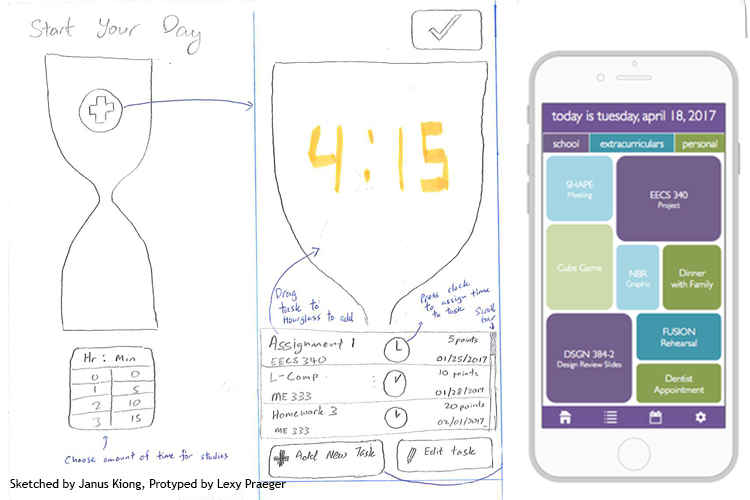 Start Your Day
Hr : Min
0 0
1 5
2 10
3 15
Choose amount of time for studies
4:15
Drag
task to
Hourglass to add
Press clock
to assign time
to task
Scroll
bar
Assignment 1 5 points
EECS 340 01/25/2017
L-Comp 10 points
ME 333 01/28/2017
Homework 3 20 points
ME 333 02/01/2017
Add New Task
Edit task
today is tuesday, april 18, 2017
school extracurriculars personal
SHAPE
Meeting
EECS 340
Project
Cubs Game
NBR
Graphic
Dinner
with Family
DSGN 384-2
Design Review Slides
FUSION
Rehearsal
Dentist
Appointment
Sketched by Janus Kiong, Protyped by Lexy Praeger